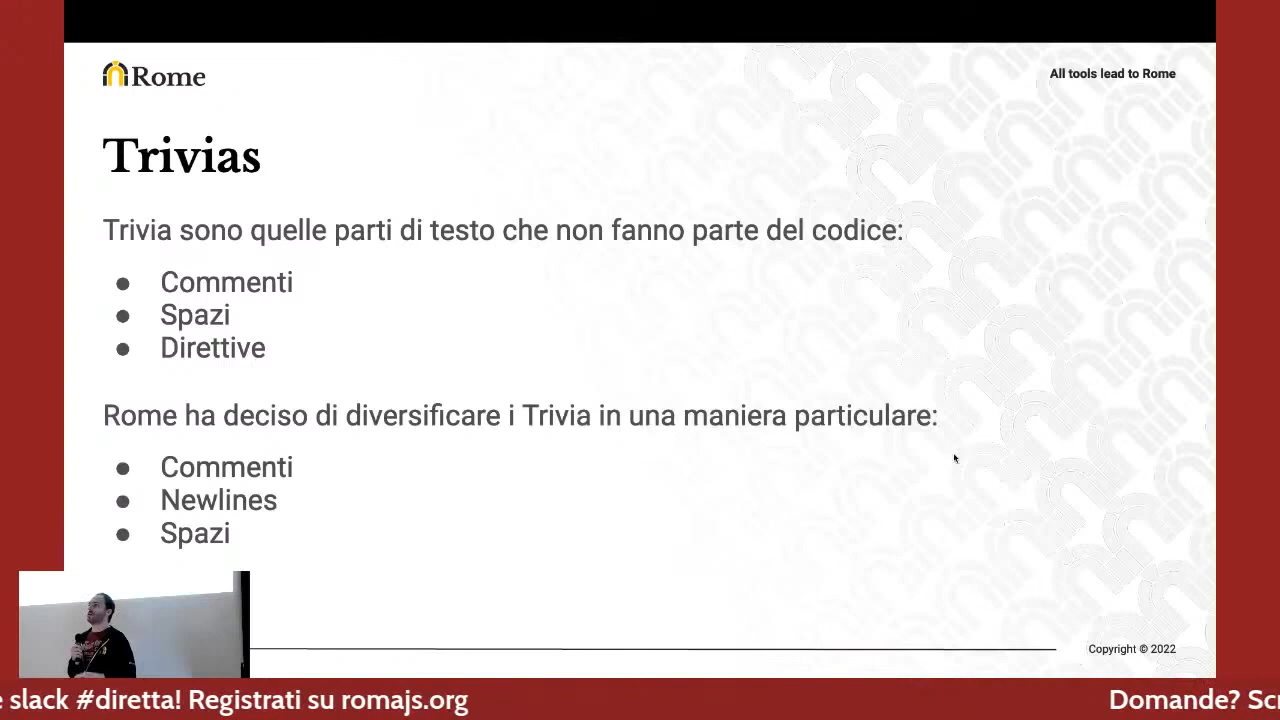 Rome
All tools lead to Rome
Trivias
Trivia sono quelle parti di testo che non fanno parte del codice:
● Commenti
● Spazi
● Direttive
Rome ha deciso di diversificare i Trivia in una maniera particulare:
● Commenti
● Newlines
● Spazi
Copyright © 2022
e slack #diretta! Registrati su romajs.org
Domande? Scr